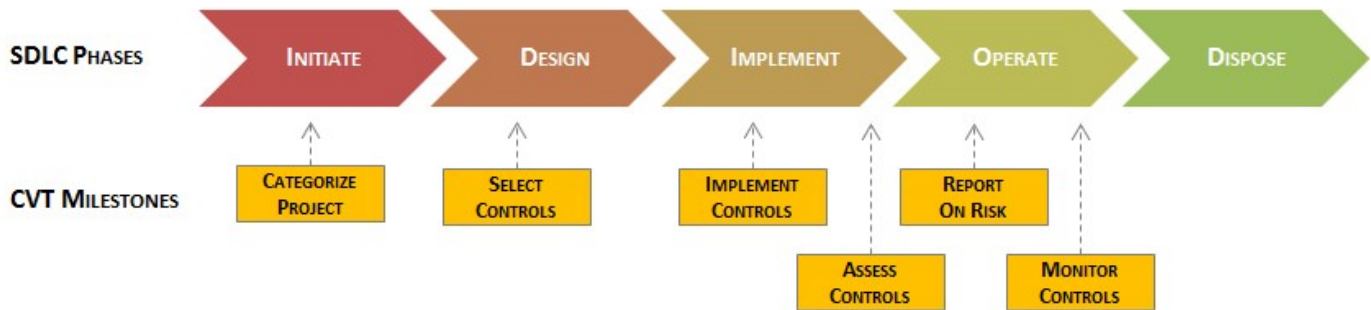 SDLC PHASES
INITIATE
DESIGN
IMPLEMENT
OPERATE
DISPOSE
CVT MILESTONES
CATEGORIZE
PROJECT
SELECT
CONTROLS
IMPLEMENT
CONTROLS
REPORT
ON RISK
ASSESS
CONTROLS
MONITOR
CONTROLS